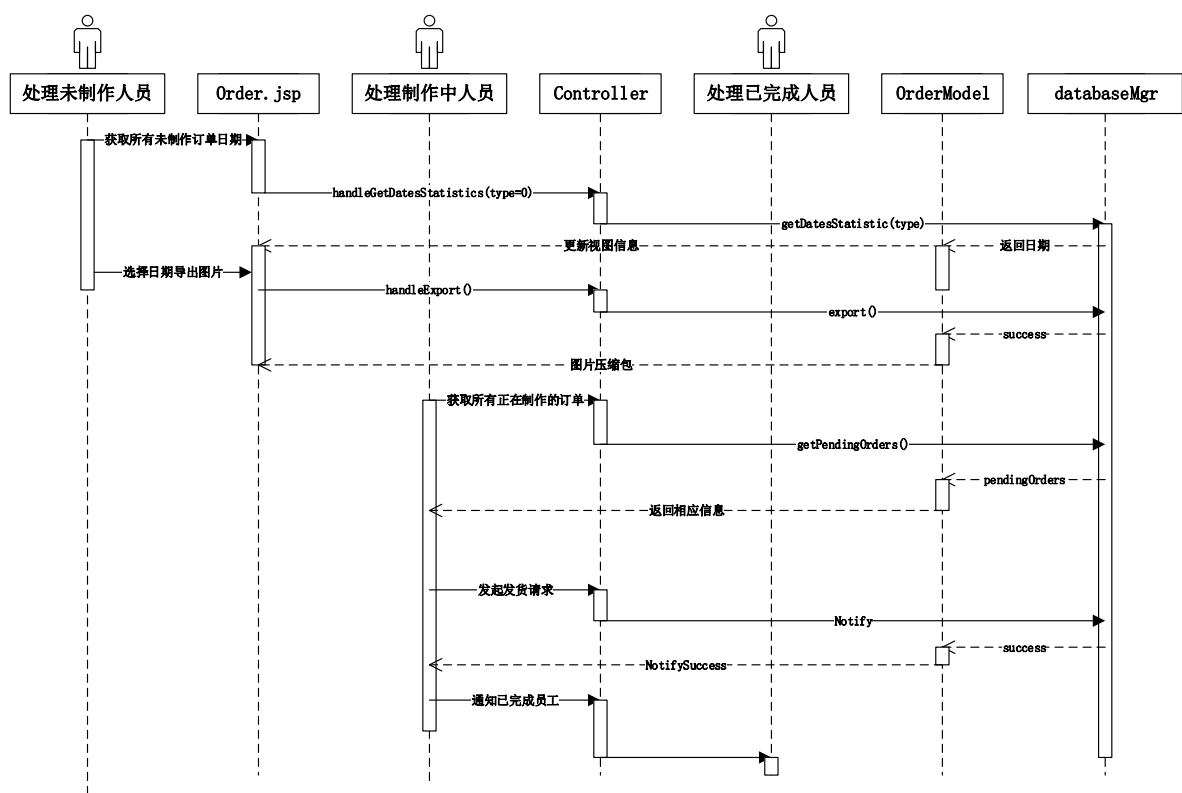 处理未制作人员
Order.jsp
处理制作中人员
Controller
处理已完成人员
OrderModel
databaseMgr
获取所有未制作订单日期
handleGetDatesStatistics(type=0)
getDatesStatistic(type)
更新视图信息
返回日期
选择日期导出图片
handleExport()
export()
success
图片压缩包
获取所有正在制作的订单
getPendingOrders()
pendingOrders
返回相应信息
发起发货请求
Notify
success
NotifySuccess
通知已完成员工